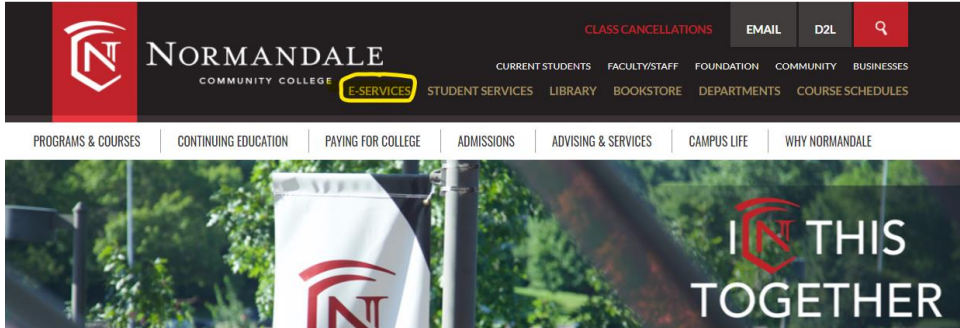 CLASS CANCELLATIONS EMAIL D2L
NORMANDALE
COMMUNITY COLLEGE
CURRENT STUDENTS FACULTY/STAFF FOUNDATION COMMUNITY BUSINESSES
E-SERVICES STUDENT SERVICES LIBRARY BOOKSTORE DEPARTMENTS COURSE SCHEDULES
PROGRAMS & COURSES CONTINUING EDUCATION PAYING FOR COLLEGE ADMISSIONS ADVISING & SERVICES CAMPUS LIFE WHY NORMANDALE
IN THIS
TOGETHER